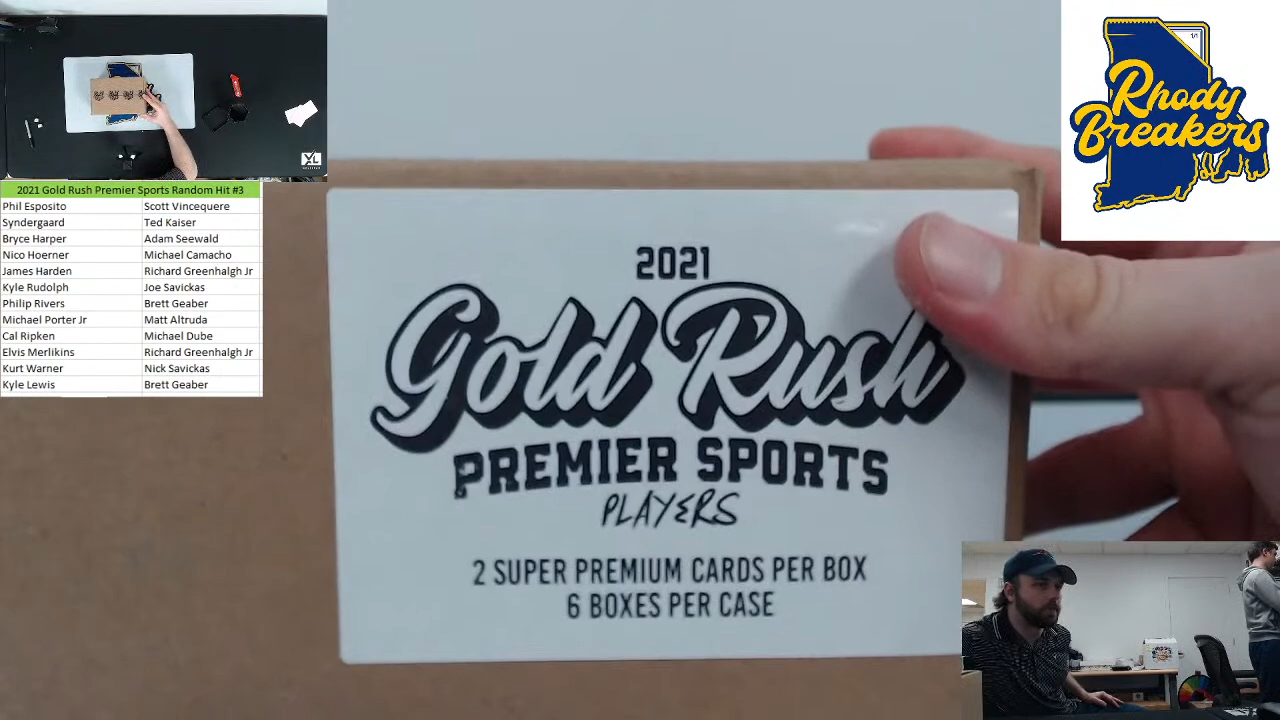 2021 Gold Rush Premier Sports Random Hit #3
Phil Esposito Scott Vincequere
Syndergaard Ted Kaiser
Bryce Harper Adam Seewald
Nico Hoerner Michael Camacho
James Harden Richard Greenhalgh Jr
Kyle Rudolph Joe Savickas
Philip Rivers Brett Geaber
Michael Porter Jr Matt Altruda
Cal Ripken Michael Dube
Elvis Merlikins Richard Greenhalgh Jr
Kurt Warner Nick Savickas
Kyle Lewis Brett Geaber
2021
Gold Rush
PREMIER SPORTS
PLAYERS
2 SUPER PREMIUM CARDS PER BOX
6 BOXES PER CASE
1/1
Rhody
Breakers
XL